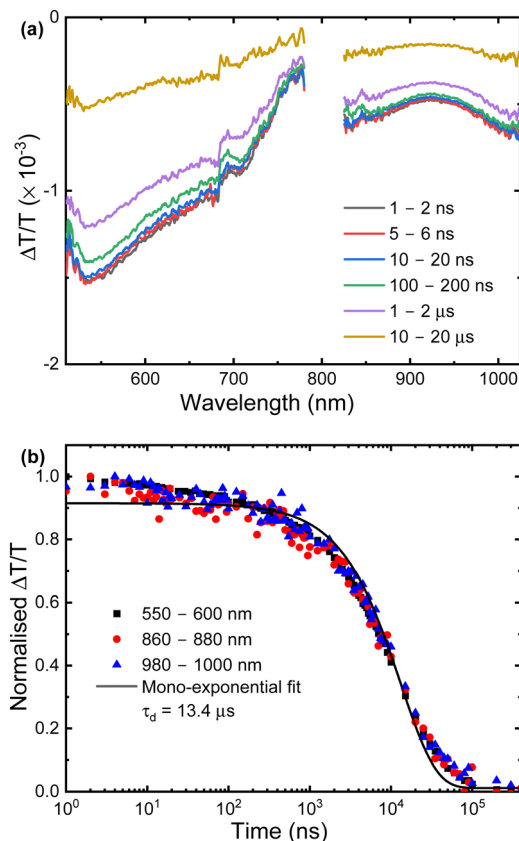 (a)
0
-1
-2
ΔT/T (× 10⁻³)
1 – 2 ns
5 – 6 ns
10 – 20 ns
100 – 200 ns
1 – 2 µs
10 – 20 µs
600 700 800 900 1000
Wavelength (nm)
(b)
1.0
0.8
0.6
0.4
0.2
0.0
Normalised ΔT/T
550 – 600 nm
860 – 880 nm
980 – 1000 nm
Mono-exponential fit
τd = 13.4 µs
10⁰ 10¹ 10² 10³ 10⁴ 10⁵
Time (ns)